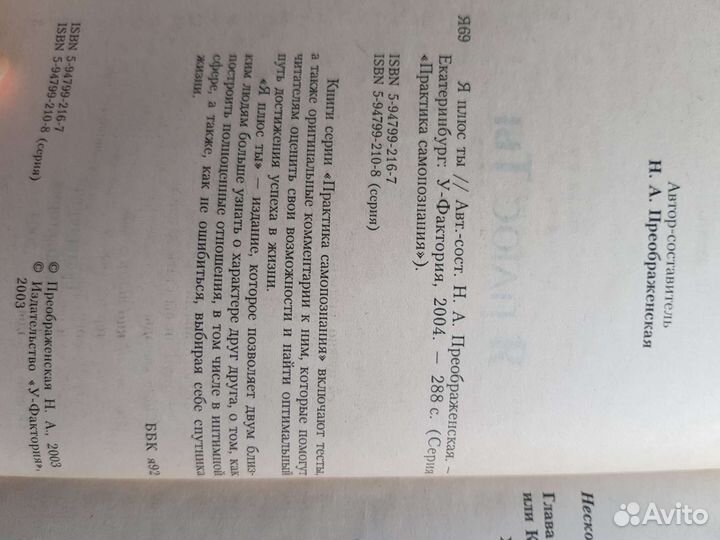 Автор-составитель
Н. А. Преображенская
Я69
Я плюс ты // Авт.-сост. Н. А. Преображенская. –
Екатеринбург: У-Фактория, 2004. — 288 с. (Серия
«Практика самопознания»).
ISBN 5-94799-216-7
ISBN 5-94799-210-8 (серия)
Книги серии «Практика самопознания» включают тесты,
а также оригинальные комментарии к ним, которые помогут
читателям оценить свои возможности и найти оптимальный
путь достижения успеха в жизни.
«Я плюс ты» — издание, которое позволяет двум близ-
ким людям больше узнать о характере друг друга, о том, как
построить полноценные отношения, в том числе в интимной
сфере, а также, как не ошибиться, выбирая себе спутника
жизни.
ББК я92
ISBN 5-94799-216-7
ISBN 5-94799-210-8 (серия)
© Преображенская Н. А., 2003
© Издательство «У-Фактория»,
2003
Неско
Глава
или К
Avito